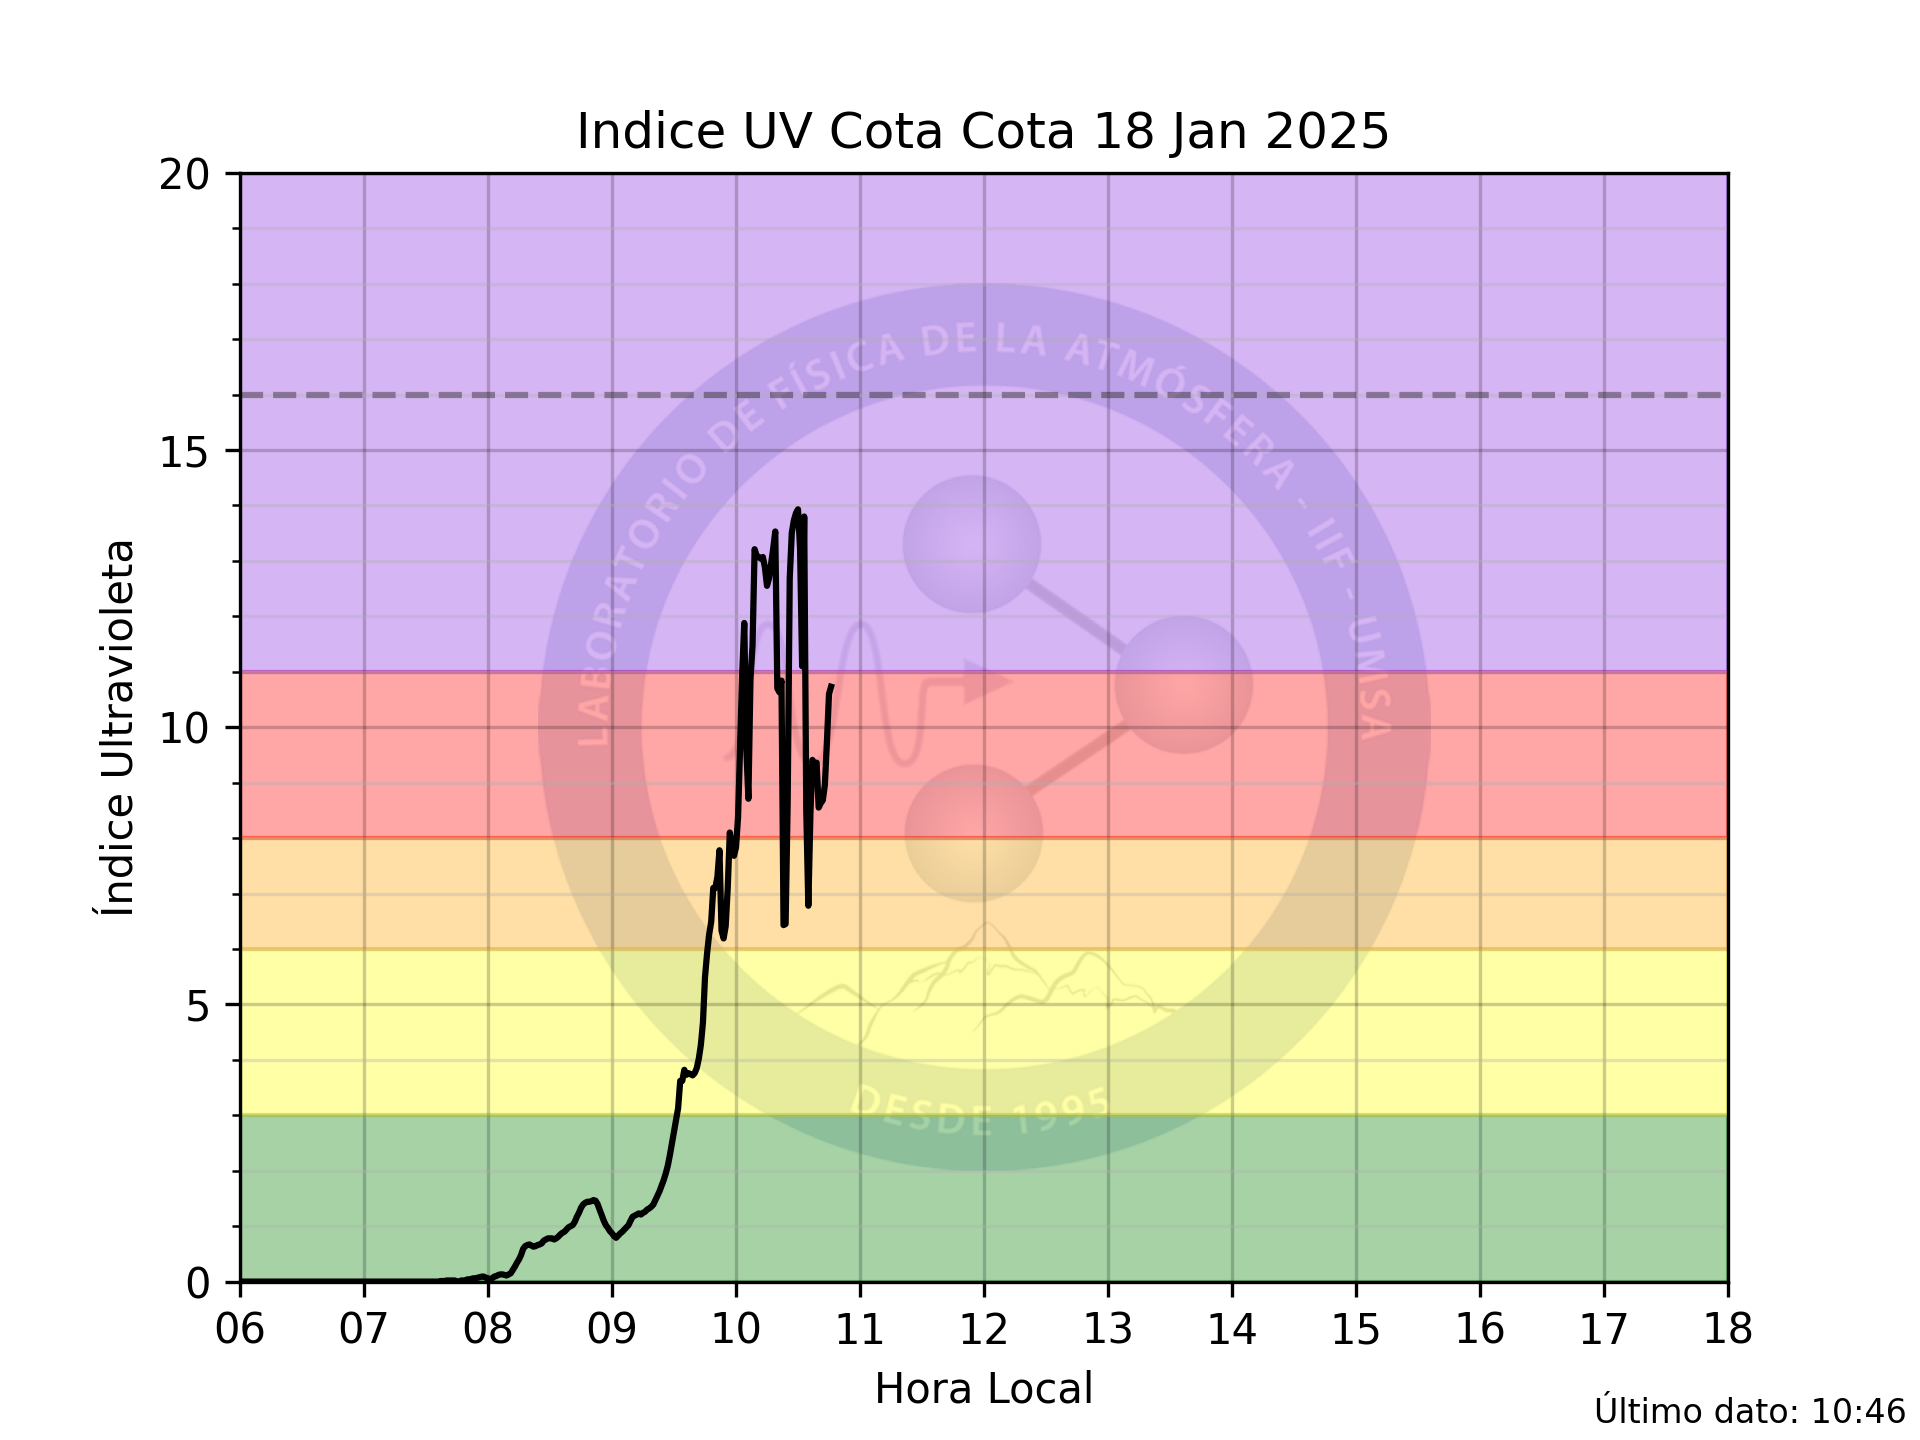 Indice UV Cota Cota 18 Jan 2025
20
15
10
5
0
Índice Ultravioleta
LABORATORIO DE FÍSICA DE LA ATMÓSFERA - IIF - UMSA
DESDE 1995
06 07 08 09 10 11 12 13 14 15 16 17 18
Hora Local
Último dato: 10:46